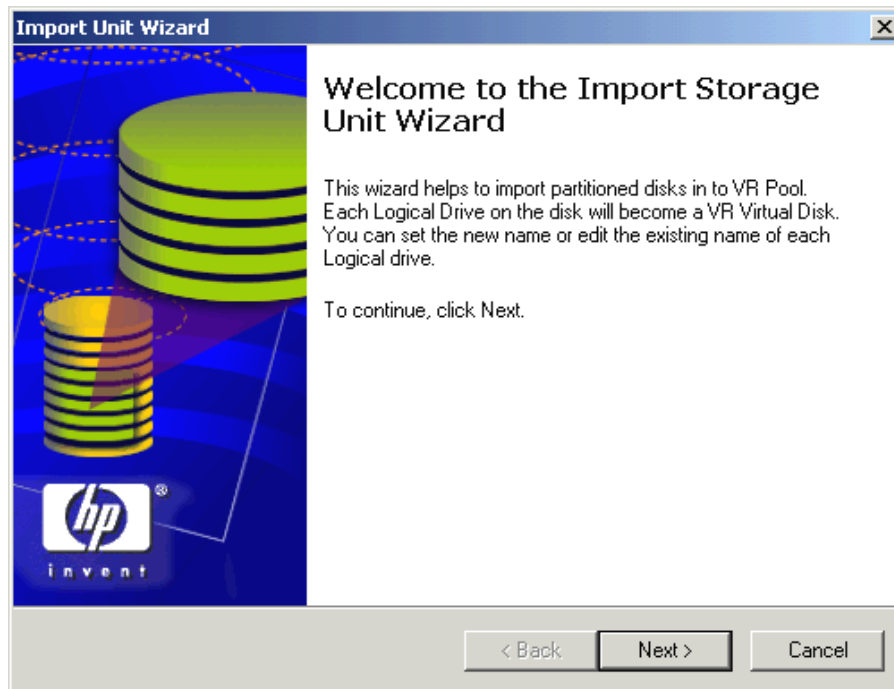 Import Unit Wizard
Welcome to the Import Storage
Unit Wizard
This wizard helps to import partitioned disks in to VR Pool.
Each Logical Drive on the disk will become a VR Virtual Disk.
You can set the new name or edit the existing name of each
Logical drive.
To continue, click Next.
hp
®
invent
< Back
Next >
Cancel